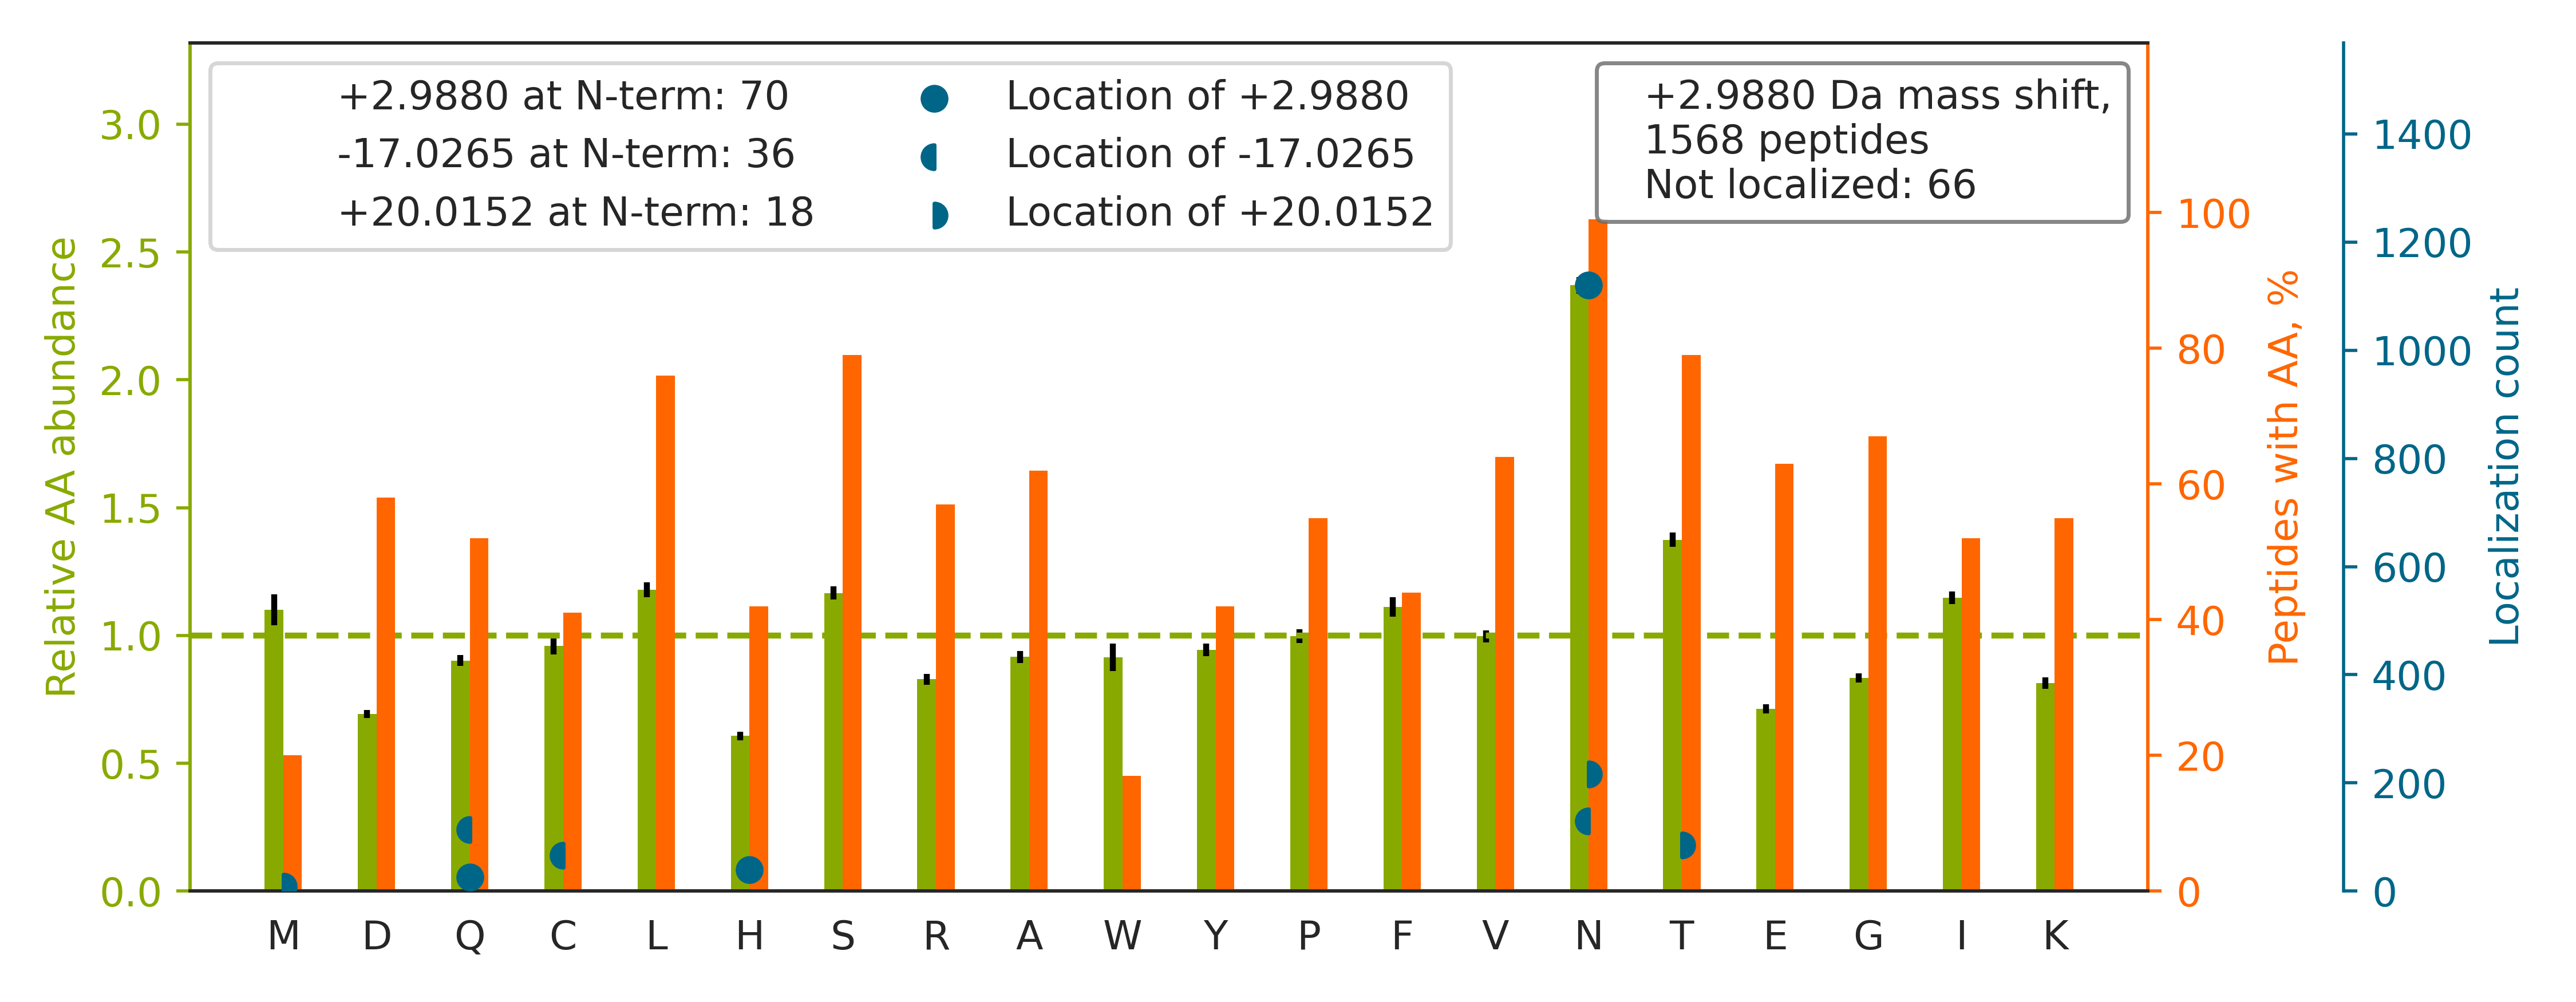 +2.9880 at N-term: 70
-17.0265 at N-term: 36
+20.0152 at N-term: 18
Location of +2.9880
Location of -17.0265
Location of +20.0152
+2.9880 Da mass shift,
1568 peptides
Not localized: 66
Relative AA abundance
3.0
2.5
2.0
1.5
1.0
0.5
0.0
M D Q C L H S R A W Y P F V N T E G I K
100
80
60
40
20
0
Peptides with AA, %
1400
1200
1000
800
600
400
200
0
Localization count